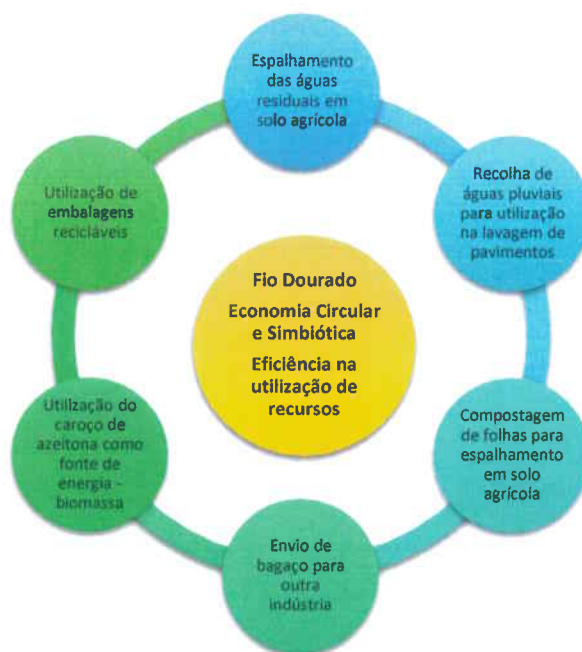 Espalhamento
das águas
residuais em
solo agrícola
Recolha de
águas pluviais
para utilização
na lavagem de
pavimentos
Compostagem
de folhas para
espalhamento
em solo
agrícola
Envio de
bagaço para
outra
indústria
Utilização do
caroço de
azeitona como
fonte de
energia -
biomassa
Utilização de
embalagens
recicláveis
Fio Dourado
Economia Circular
e Simbiótica
Eficiência na
utilização de
recursos